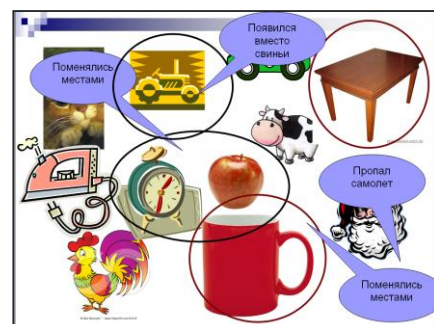 Появился
вместо
свиньи
Поменялись
местами
Пропал
самолет
Поменялись
местами